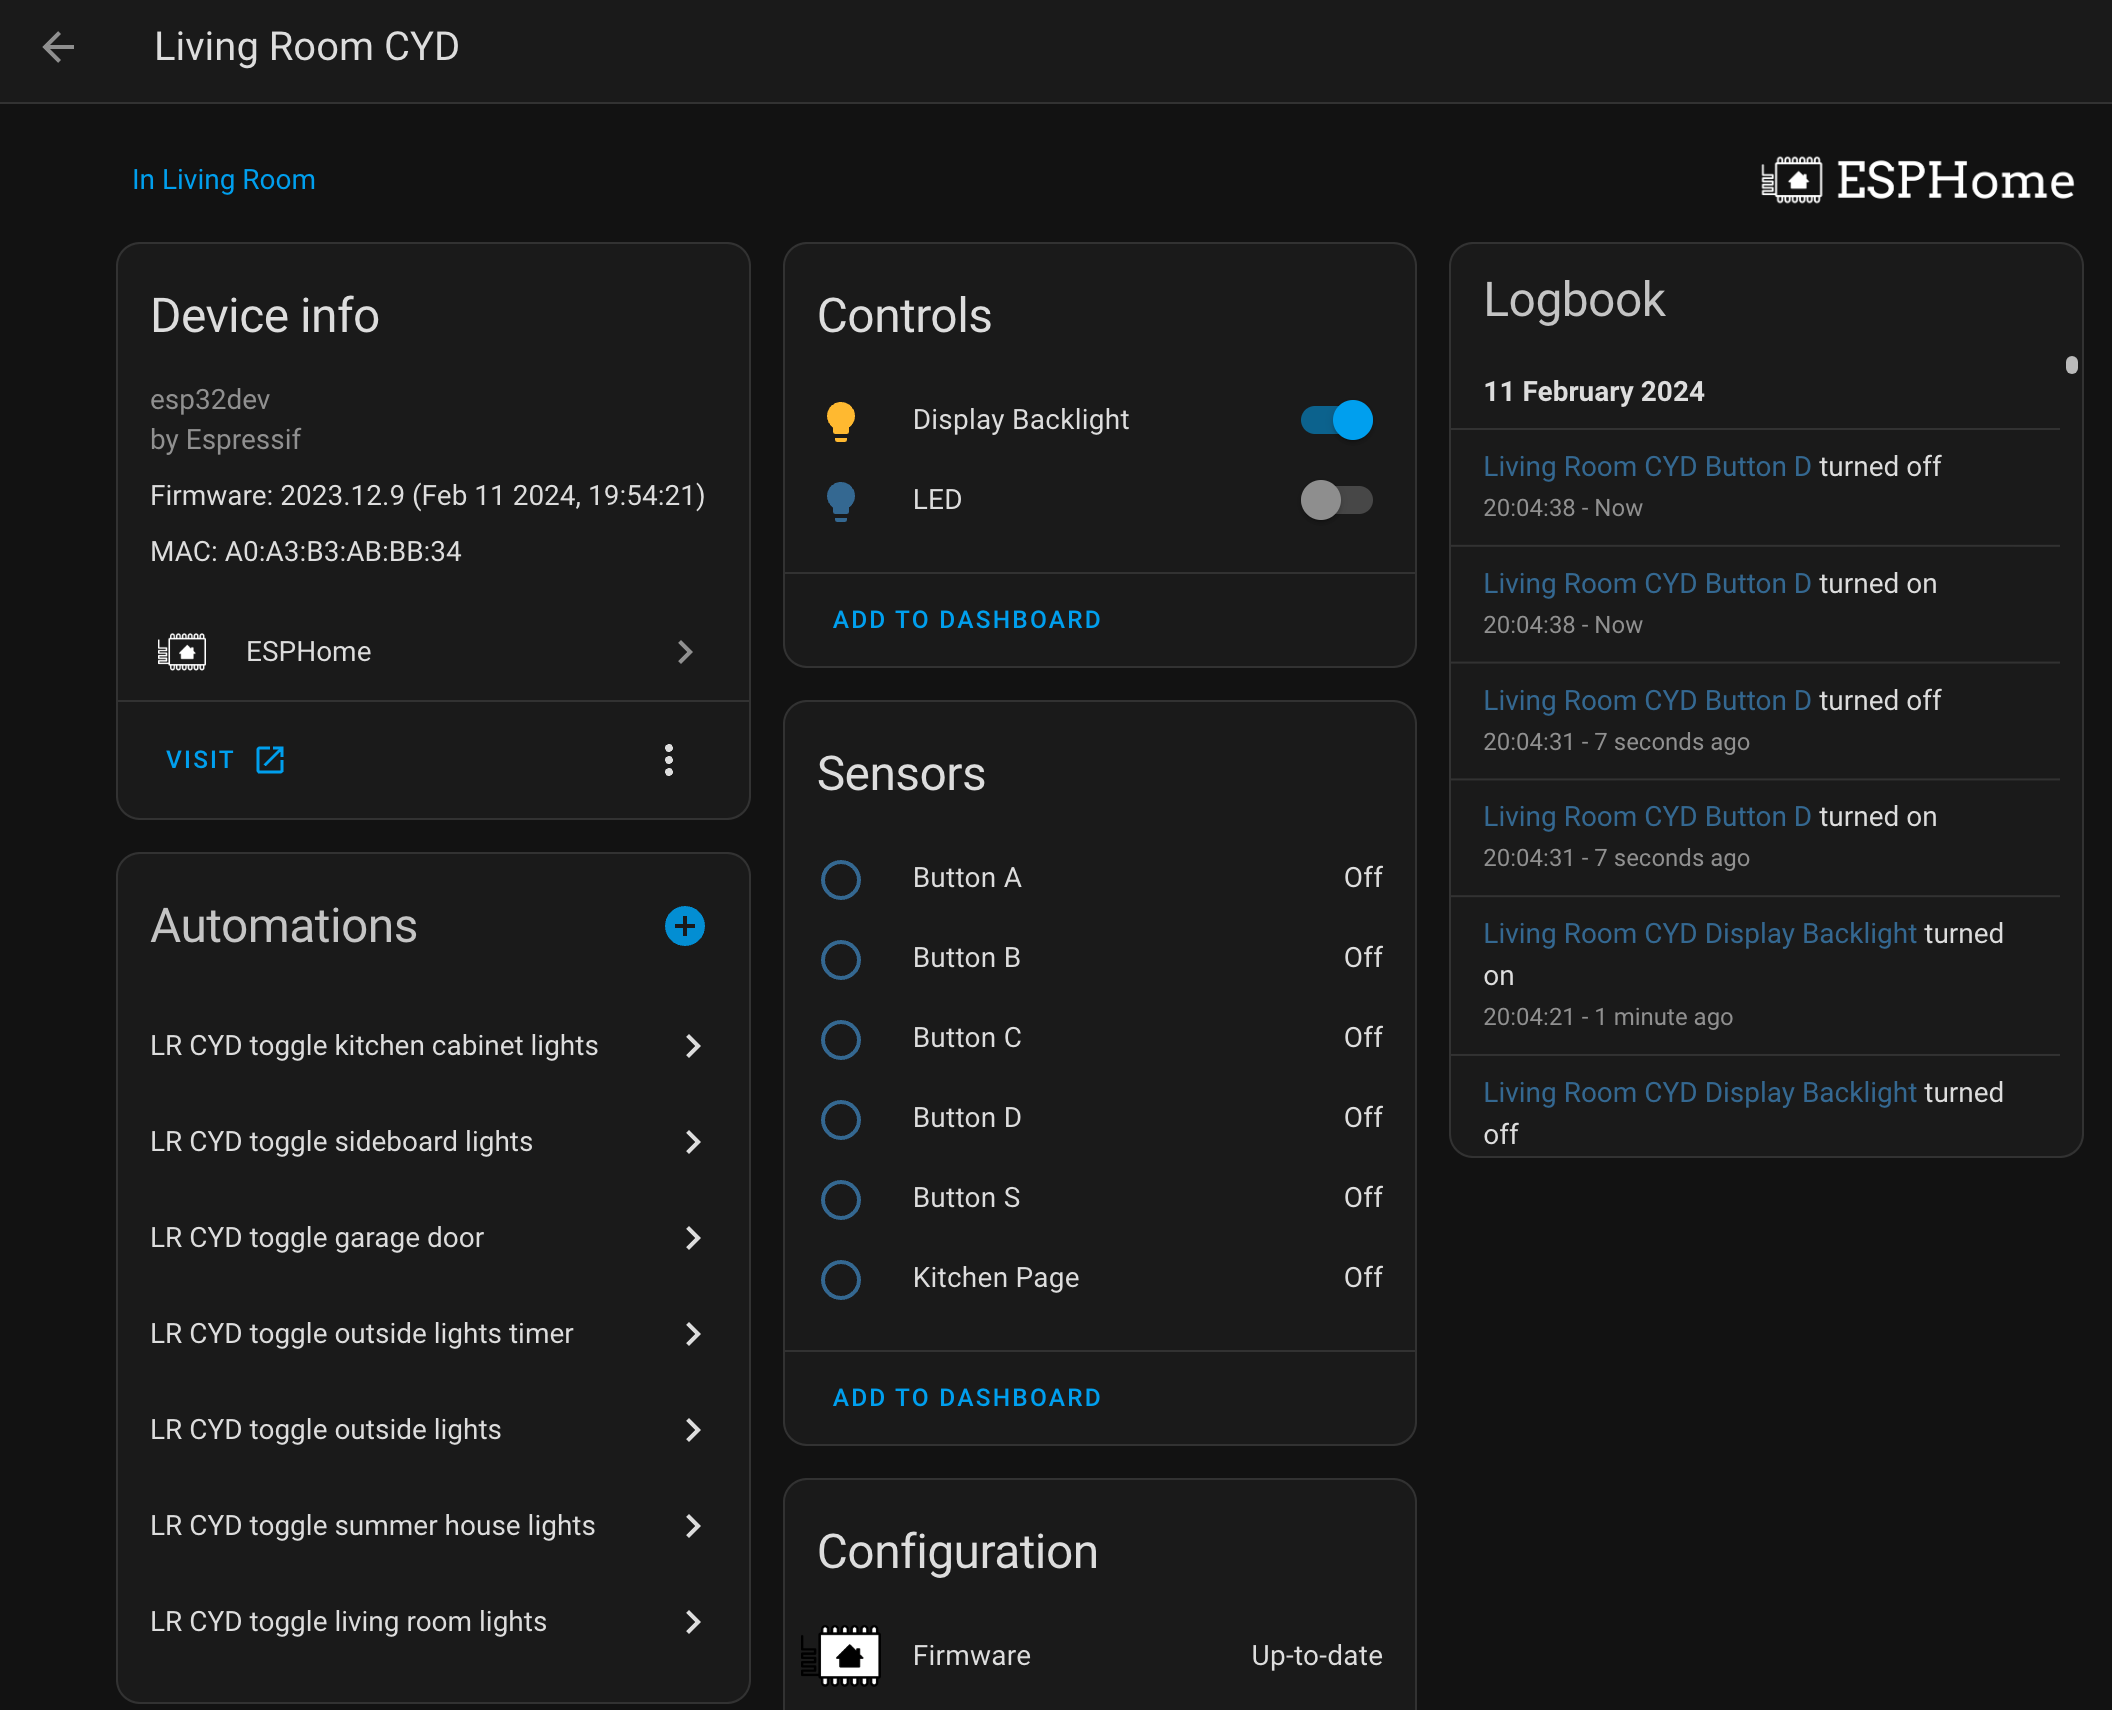 Living Room CYD
In Living Room
ESPHome
Device info
esp32dev
by Espressif
Firmware: 2023.12.9 (Feb 11 2024, 19:54:21)
MAC: A0:A3:B3:AB:BB:34
ESPHome
VISIT
Automations
LR CYD toggle kitchen cabinet lights
LR CYD toggle sideboard lights
LR CYD toggle garage door
LR CYD toggle outside lights timer
LR CYD toggle outside lights
LR CYD toggle summer house lights
LR CYD toggle living room lights
Controls
Display Backlight
LED
ADD TO DASHBOARD
Sensors
Button A Off
Button B Off
Button C Off
Button D Off
Button S Off
Kitchen Page Off
ADD TO DASHBOARD
Configuration
Firmware Up-to-date
Logbook
11 February 2024
Living Room CYD Button D turned off
20:04:38 - Now
Living Room CYD Button D turned on
20:04:38 - Now
Living Room CYD Button D turned off
20:04:31 - 7 seconds ago
Living Room CYD Button D turned on
20:04:31 - 7 seconds ago
Living Room CYD Display Backlight turned
on
20:04:21 - 1 minute ago
Living Room CYD Display Backlight turned
off